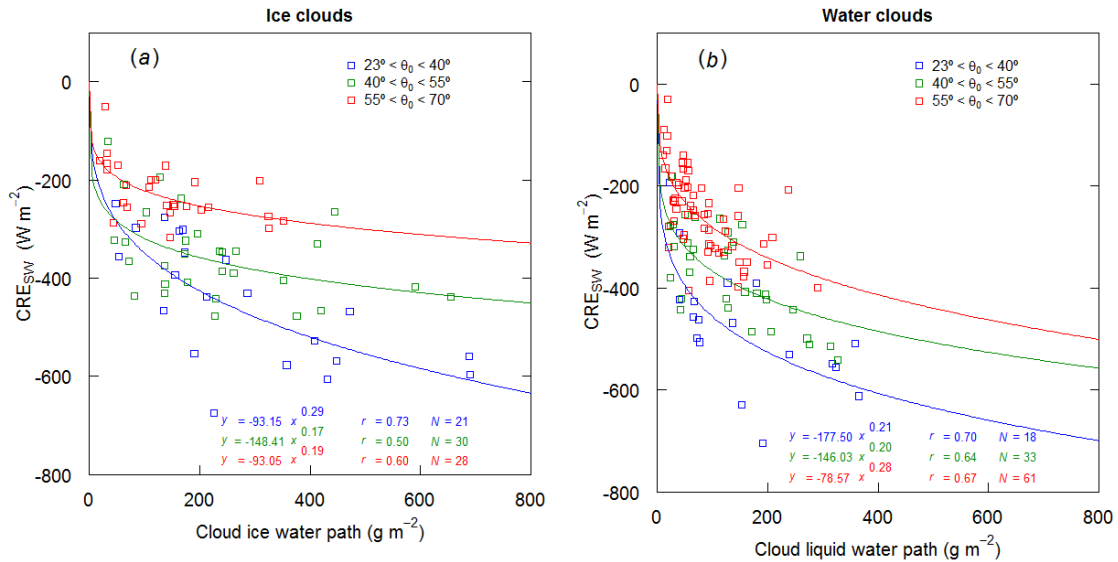 Ice clouds
(a)
23º < θ0 < 40º
40º < θ0 < 55º
55º < θ0 < 70º
0
-200
-400
-600
-800
CRESW (W m−2)
y = -93.15 x 0.29 r = 0.73 N = 21
y = -148.41 x 0.17 r = 0.50 N = 30
y = -93.05 x 0.19 r = 0.60 N = 28
0 200 400 600 800
Cloud ice water path (g m−2)
Water clouds
(b)
23º < θ0 < 40º
40º < θ0 < 55º
55º < θ0 < 70º
0
-200
-400
-600
-800
CRESW (W m−2)
y = -177.50 x 0.21 r = 0.70 N = 18
y = -146.03 x 0.20 r = 0.64 N = 33
y = -78.57 x 0.28 r = 0.67 N = 61
0 200 400 600 800
Cloud liquid water path (g m−2)